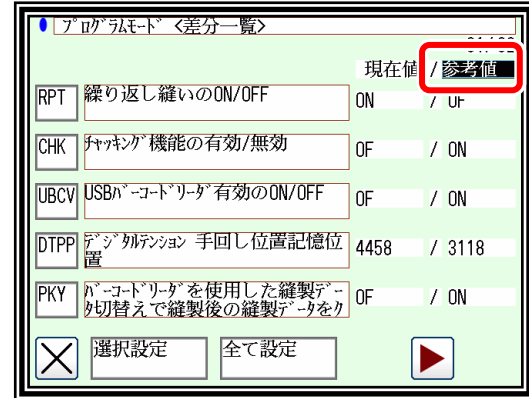 ﾌﾟﾛｸﾞﾗﾑﾓｰﾄﾞ <差分一覧>
現在値 / 参考値
RPT 繰り返し縫いのON/OFF ON / OF
CHK ﾁｬｯｷﾝｸﾞ機能の有効/無効 OF / ON
UBCV USBﾊﾞｰｺｰﾄﾞﾘｰﾀﾞ有効のON/OFF OF / ON
DTPP ﾃﾞｼﾞﾀﾙﾃﾝｼｮﾝ 手回し位置記憶位 4458 / 3118
置
PKY ﾊﾞｰｺｰﾄﾞﾘｰﾀﾞを使用した縫製ﾃﾞｰ OF / ON
ﾀ切替えで縫製後の縫製ﾃﾞｰﾀをｸ
選択設定 全て設定